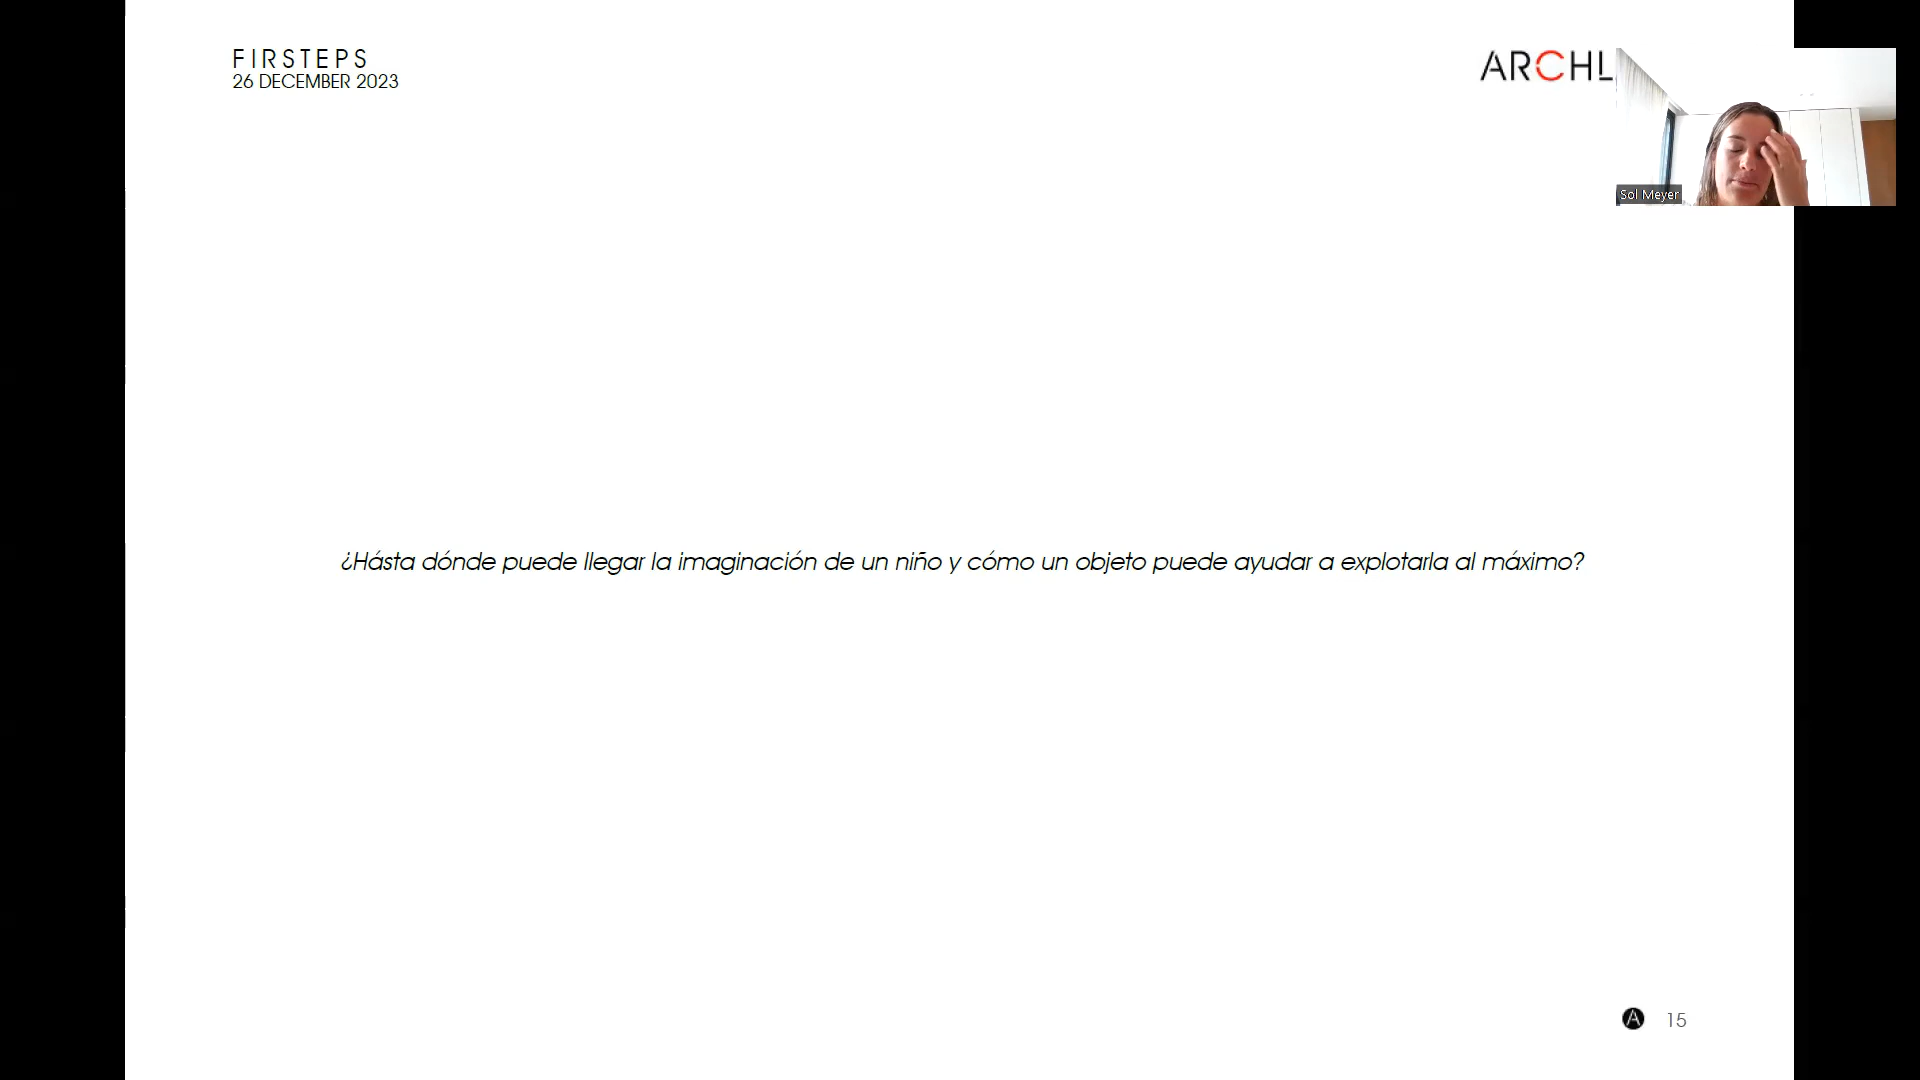 FIRSTEPS
26 DECEMBER 2023
ARCHL
Sol Meyer
¿Hásta dónde puede llegar la imaginación de un niño y cómo un objeto puede ayudar a explotarla al máximo?
A 15